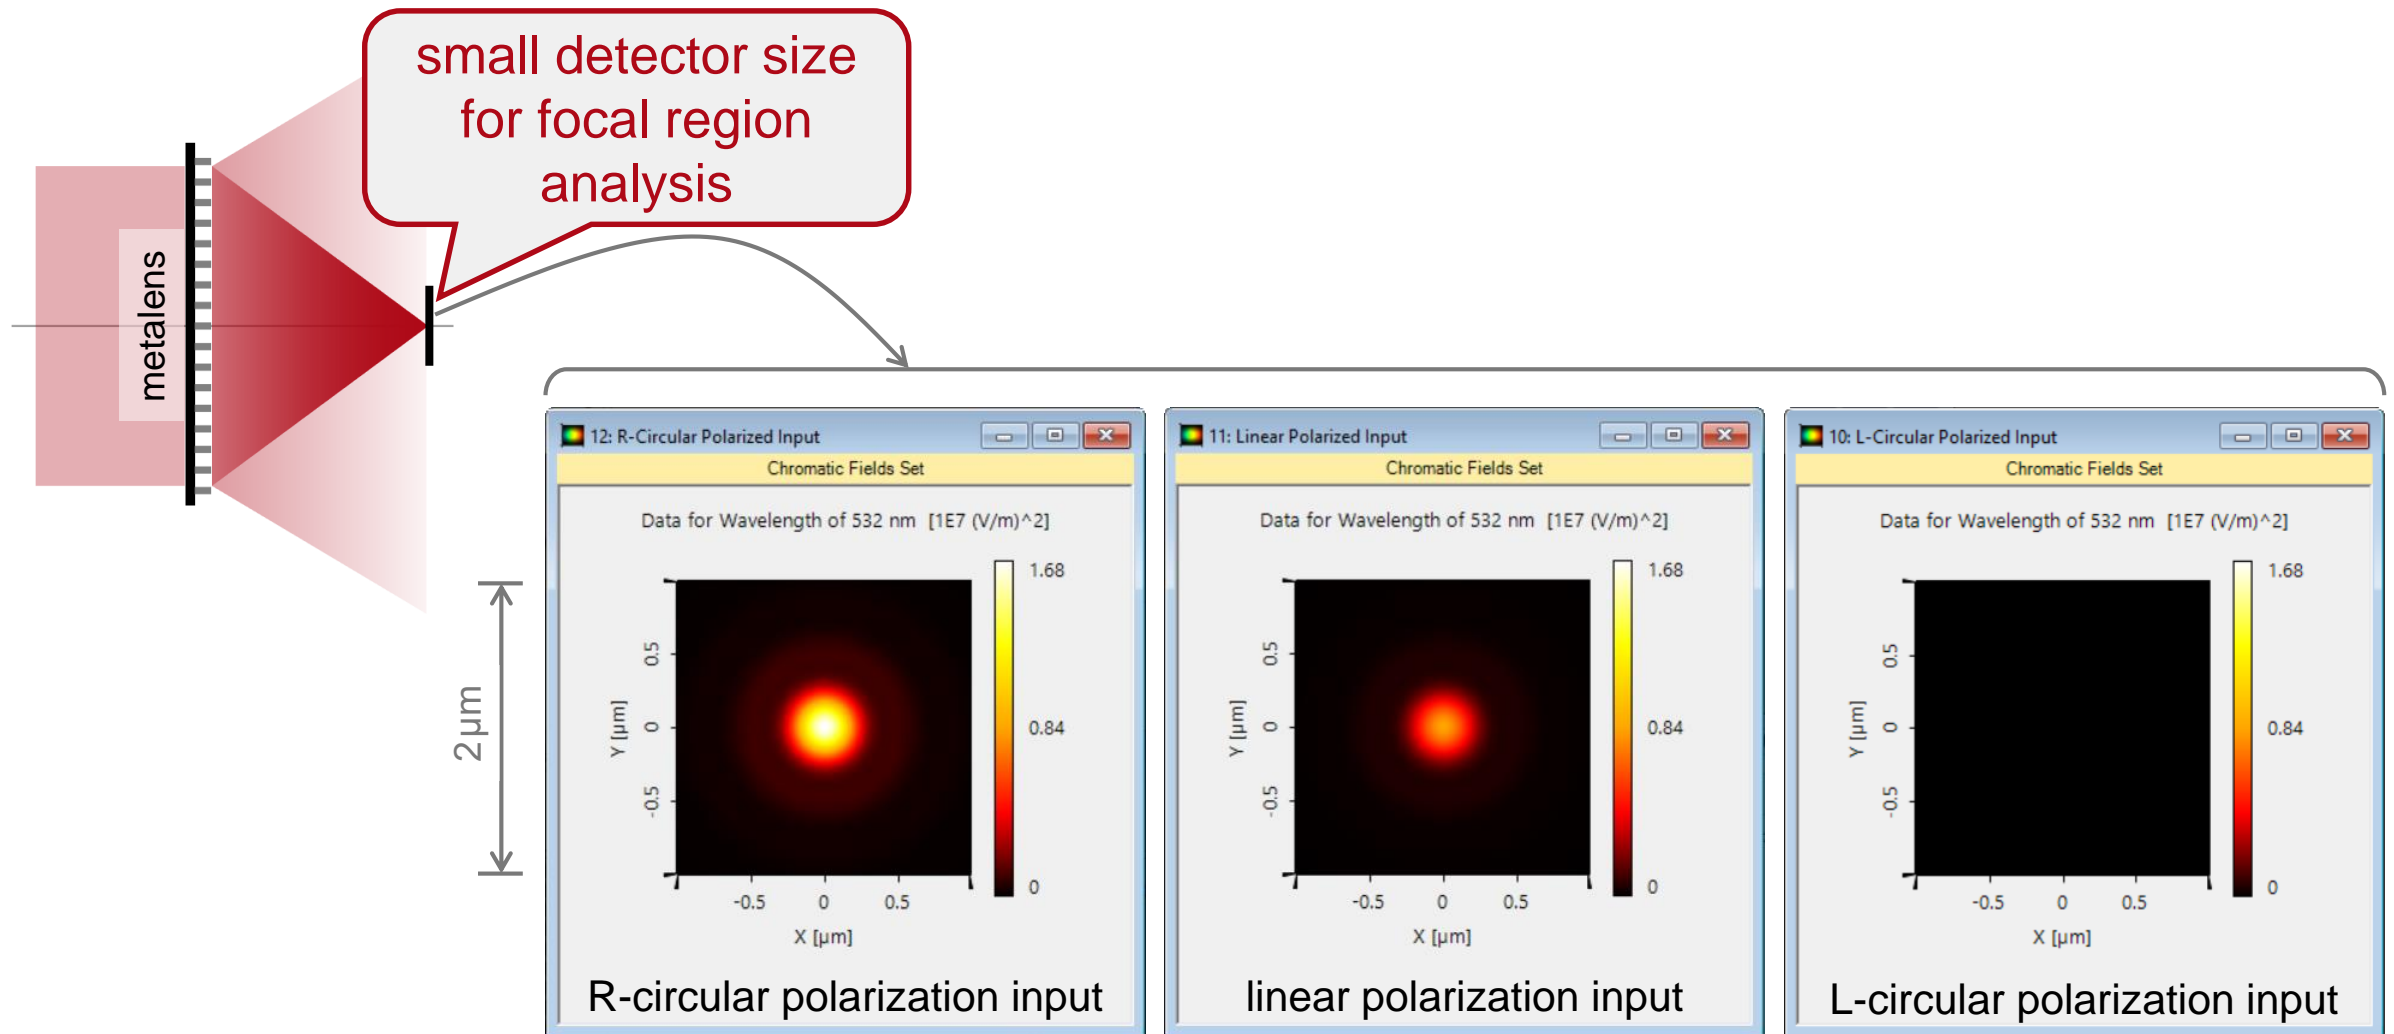 small detector size
for focal region
analysis
metalens
2µm
12: R-Circular Polarized Input
Chromatic Fields Set
Data for Wavelength of 532 nm [1E7 (V/m)^2]
1.68
0.84
0
0.5
0
-0.5
Y [µm]
-0.5 0 0.5
X [µm]
R-circular polarization input
11: Linear Polarized Input
Chromatic Fields Set
Data for Wavelength of 532 nm [1E7 (V/m)^2]
1.68
0.84
0
0.5
0
-0.5
Y [µm]
-0.5 0 0.5
X [µm]
linear polarization input
10: L-Circular Polarized Input
Chromatic Fields Set
Data for Wavelength of 532 nm [1E7 (V/m)^2]
1.68
0.84
0
0.5
0
-0.5
Y [µm]
-0.5 0 0.5
X [µm]
L-circular polarization input